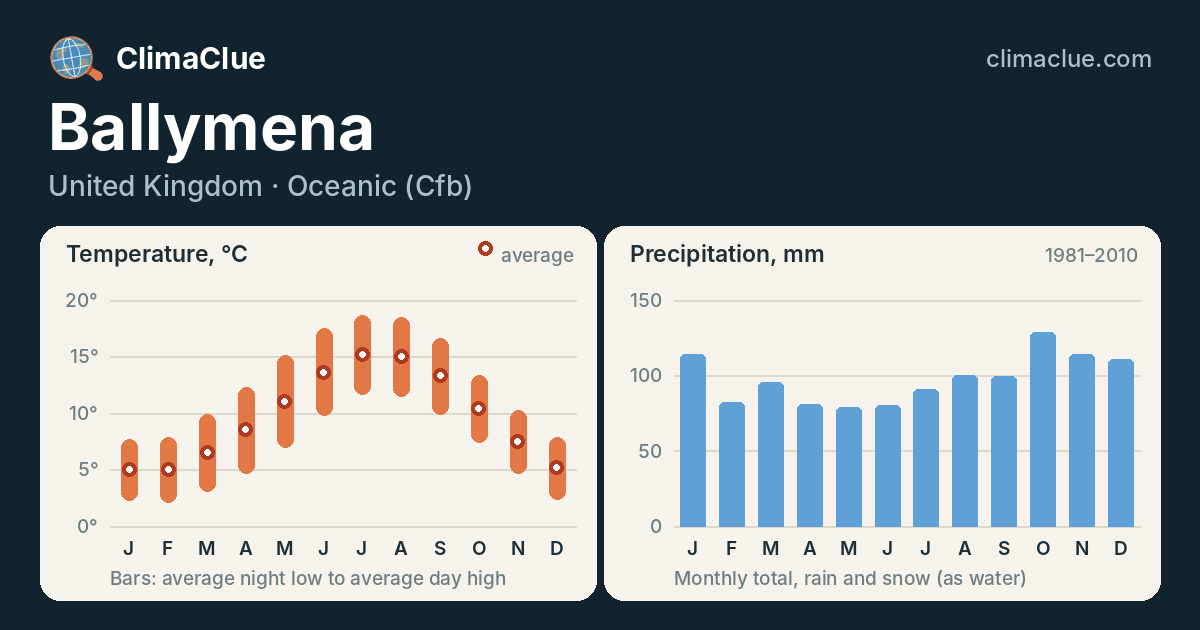 ClimaClue
climaclue.com
Ballymena
United Kingdom · Oceanic (Cfb)
Temperature, °C
average
20°
15°
10°
5°
0°
J F M A M J J A S O N D
Bars: average night low to average day high
Precipitation, mm
1981–2010
150
100
50
0
J F M A M J J A S O N D
Monthly total, rain and snow (as water)